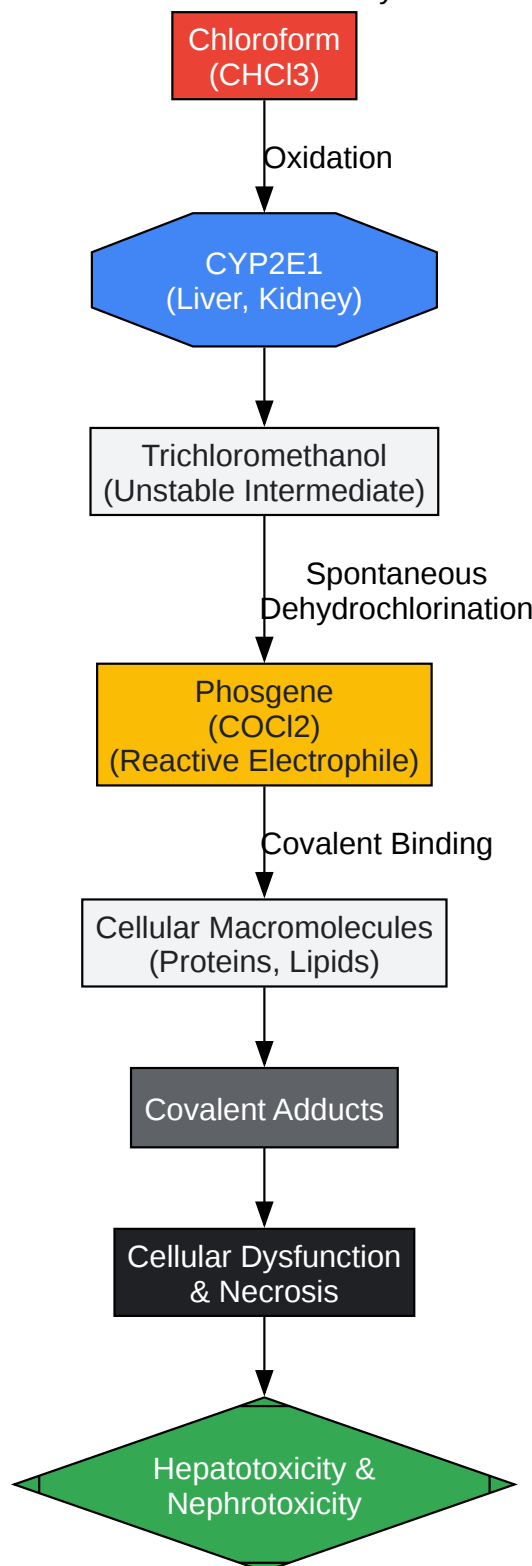 Chloroform
(CHCl3)
Oxidation
CYP2E1
(Liver, Kidney)
Trichloromethanol
(Unstable Intermediate)
Spontaneous
Dehydrochlorination
Phosgene
(COCl2)
(Reactive Electrophile)
Covalent Binding
Cellular Macromolecules
(Proteins, Lipids)
Covalent Adducts
Cellular Dysfunction
& Necrosis
Hepatotoxicity &
Nephrotoxicity